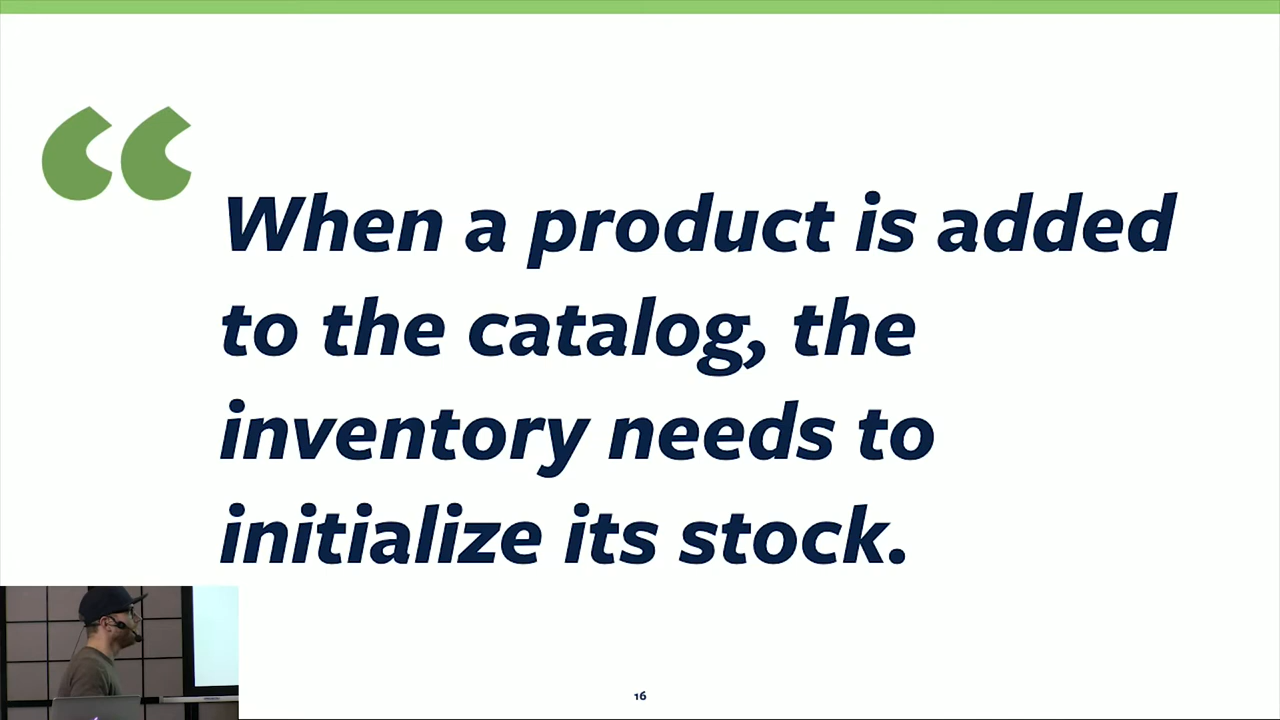 “
When a product is added
to the catalog, the
inventory needs to
initialize its stock.
16